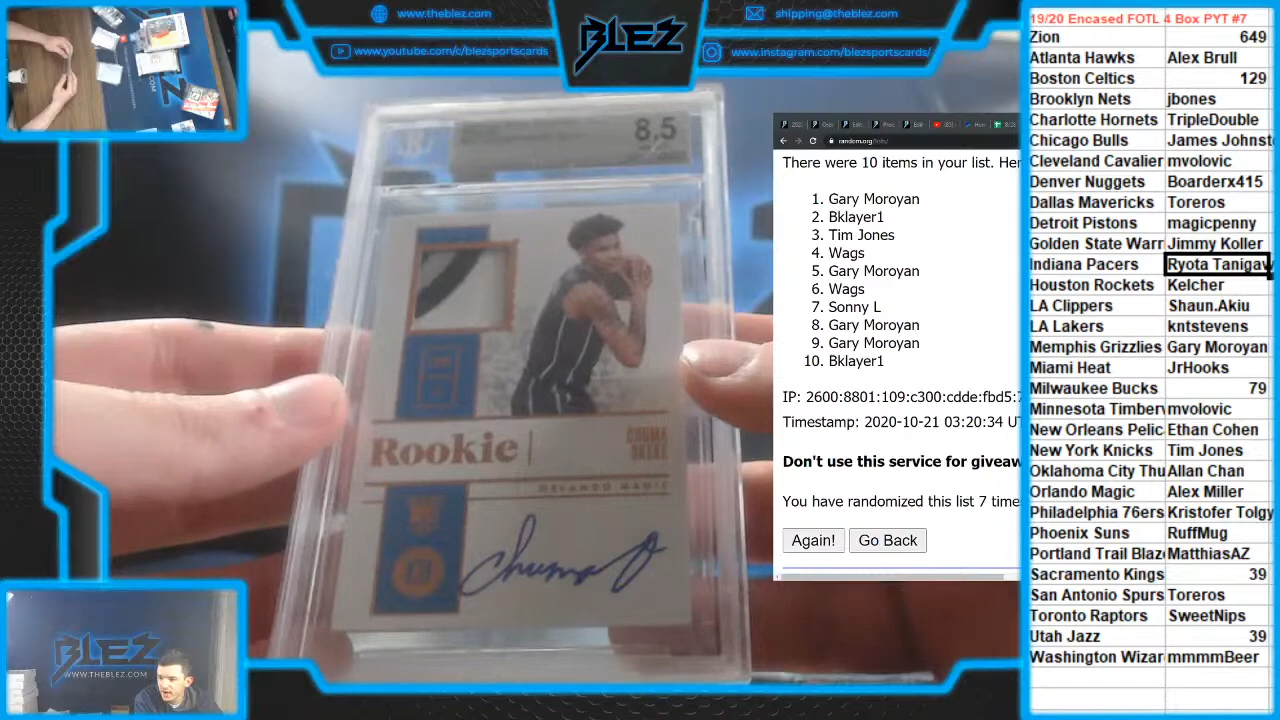 www.theblez.com
www.youtube.com/c/blezsportscards
BLEZ
shipping@theblez.com
www.instagram.com/blezsportscards/
8.5
Rookie
CHUMA
OKEKE
ORLANDO MAGIC
random.org/lists/
There were 10 items in your list. Her
1. Gary Moroyan
2. Bklayer1
3. Tim Jones
4. Wags
5. Gary Moroyan
6. Wags
7. Sonny L
8. Gary Moroyan
9. Gary Moroyan
10. Bklayer1
IP: 2600:8801:109:c300:cdde:fbd5:7
Timestamp: 2020-10-21 03:20:34 U
Don't use this service for giveaw
You have randomized this list 7 time
Again! Go Back
19/20 Encased FOTL 4 Box PYT #7
Zion 649
Atlanta Hawks Alex Brull
Boston Celtics 129
Brooklyn Nets jbones
Charlotte Hornets TripleDouble
Chicago Bulls James Johnst
Cleveland Cavalier mvolovic
Denver Nuggets Boarderx415
Dallas Mavericks Toreros
Detroit Pistons magicpenny
Golden State Warr Jimmy Koller
Indiana Pacers Ryota Tanigaw
Houston Rockets Kelcher
LA Clippers Shaun.Akiu
LA Lakers kntstevens
Memphis Grizzlies Gary Moroyan
Miami Heat JrHooks
Milwaukee Bucks 79
Minnesota Timberv mvolovic
New Orleans Pelic Ethan Cohen
New York Knicks Tim Jones
Oklahoma City Thu Allan Chan
Orlando Magic Alex Miller
Philadelphia 76ers Kristofer Tolgy
Phoenix Suns RuffMug
Portland Trail Blaze MatthiasAZ
Sacramento Kings 39
San Antonio Spurs Toreros
Toronto Raptors SweetNips
Utah Jazz 39
Washington Wizar mmmmBeer
BLEZ
WWW.THEBLEZ.COM